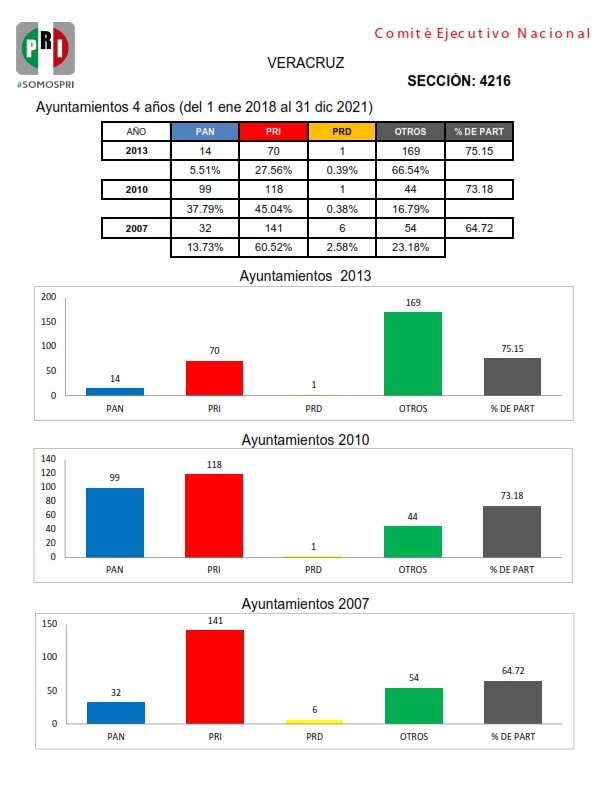 Comité Ejecutivo Nacional
PRI
#SOMOSPRI
VERACRUZ
SECCIÓN: 4216
Ayuntamientos 4 años (del 1 ene 2018 al 31 dic 2021)
AÑO PAN PRI PRD OTROS % DE PART
2013 14 70 1 169 75.15
5.51% 27.56% 0.39% 66.54%
2010 99 118 1 44 73.18
37.79% 45.04% 0.38% 16.79%
2007 32 141 6 54 64.72
13.73% 60.52% 2.58% 23.18%
Ayuntamientos 2013
200
150
100
50
0
14 70 1 169 75.15
PAN PRI PRD OTROS % DE PART
Ayuntamientos 2010
140
120
100
80
60
40
20
0
99 118 1 44 73.18
PAN PRI PRD OTROS % DE PART
Ayuntamientos 2007
150
100
50
0
32 141 6 54 64.72
PAN PRI PRD OTROS % DE PART